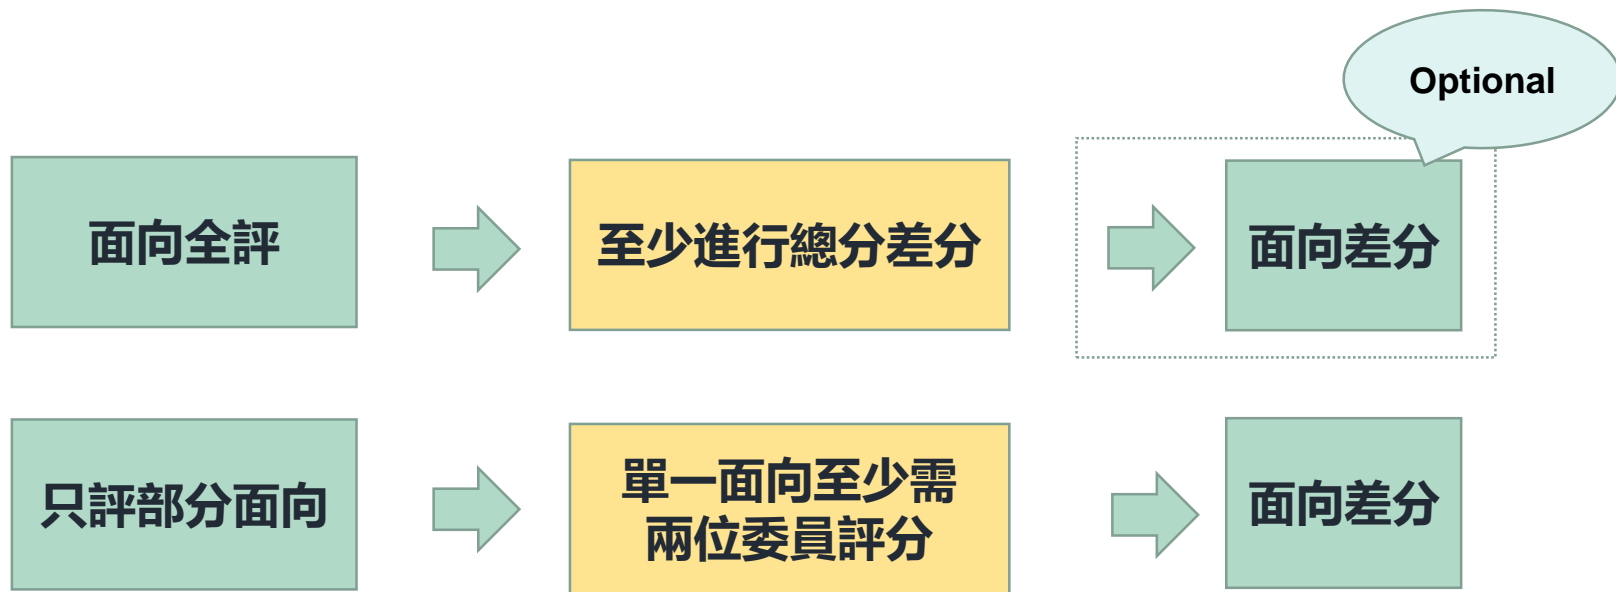 Optional
面向全評
至少進行總分差分
面向差分
只評部分面向
單一面向至少需
兩位委員評分
面向差分